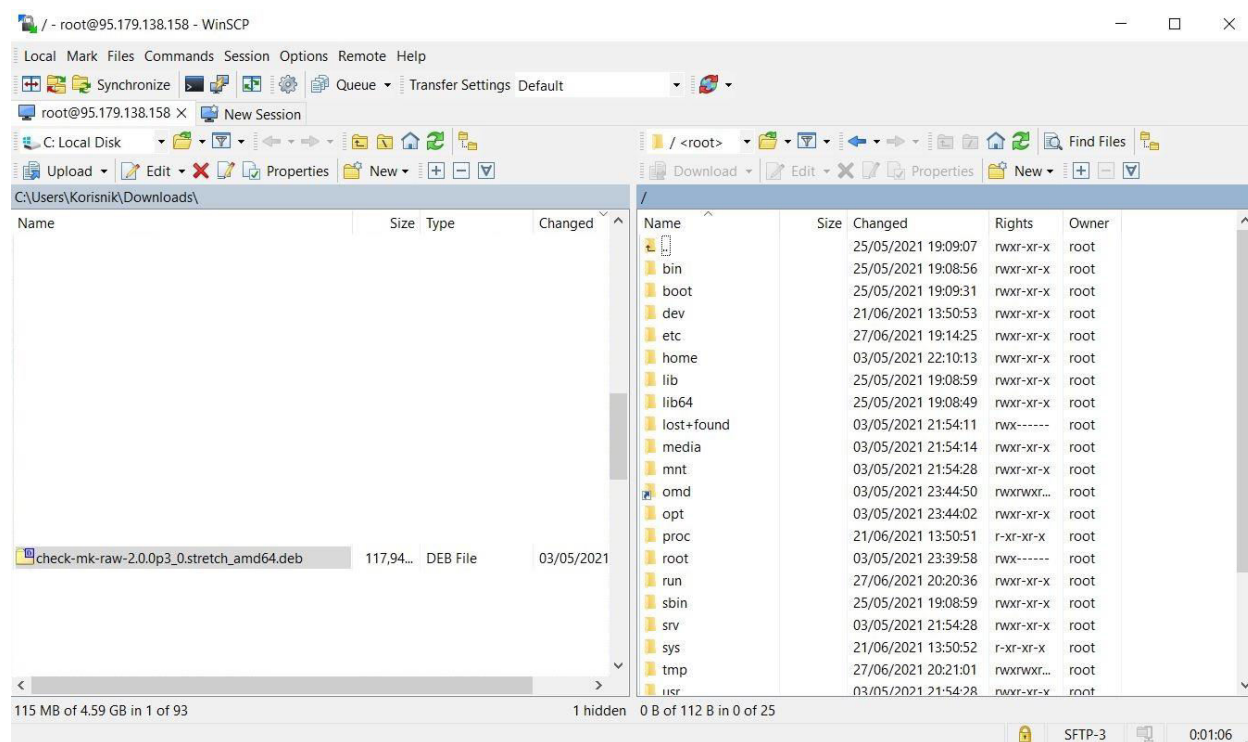 / - root@95.179.138.158 - WinSCP
Local Mark Files Commands Session Options Remote Help
Synchronize Queue Transfer Settings Default
root@95.179.138.158 New Session
C: Local Disk / <root> Find Files
Upload Edit Properties New Download Edit Properties New
C:\Users\Korisnik\Downloads\ /
Name Size Type Changed Name Size Changed Rights Owner
.. 25/05/2021 19:09:07 rwxr-xr-x root
bin 25/05/2021 19:08:56 rwxr-xr-x root
boot 25/05/2021 19:09:31 rwxr-xr-x root
dev 21/06/2021 13:50:53 rwxr-xr-x root
etc 27/06/2021 19:14:25 rwxr-xr-x root
home 03/05/2021 22:10:13 rwxr-xr-x root
lib 25/05/2021 19:08:59 rwxr-xr-x root
lib64 25/05/2021 19:08:49 rwxr-xr-x root
lost+found 03/05/2021 21:54:11 rwx------ root
media 03/05/2021 21:54:14 rwxr-xr-x root
mnt 03/05/2021 21:54:28 rwxr-xr-x root
omd 03/05/2021 23:44:50 rwxrwxr... root
opt 03/05/2021 23:44:02 rwxr-xr-x root
proc 21/06/2021 13:50:51 r-xr-xr-x root
check-mk-raw-2.0.0p3_0.stretch_amd64.deb 117,94... DEB File 03/05/2021 root 03/05/2021 23:39:58 rwx------ root
run 27/06/2021 20:20:36 rwxr-xr-x root
sbin 25/05/2021 19:08:59 rwxr-xr-x root
srv 03/05/2021 21:54:28 rwxr-xr-x root
sys 21/06/2021 13:50:52 r-xr-xr-x root
tmp 27/06/2021 20:21:01 rwxrwxr... root
usr 03/05/2021 21:54:28 rwxr-xr-x root
115 MB of 4.59 GB in 1 of 93 1 hidden 0 B of 112 B in 0 of 25
SFTP-3 0:01:06